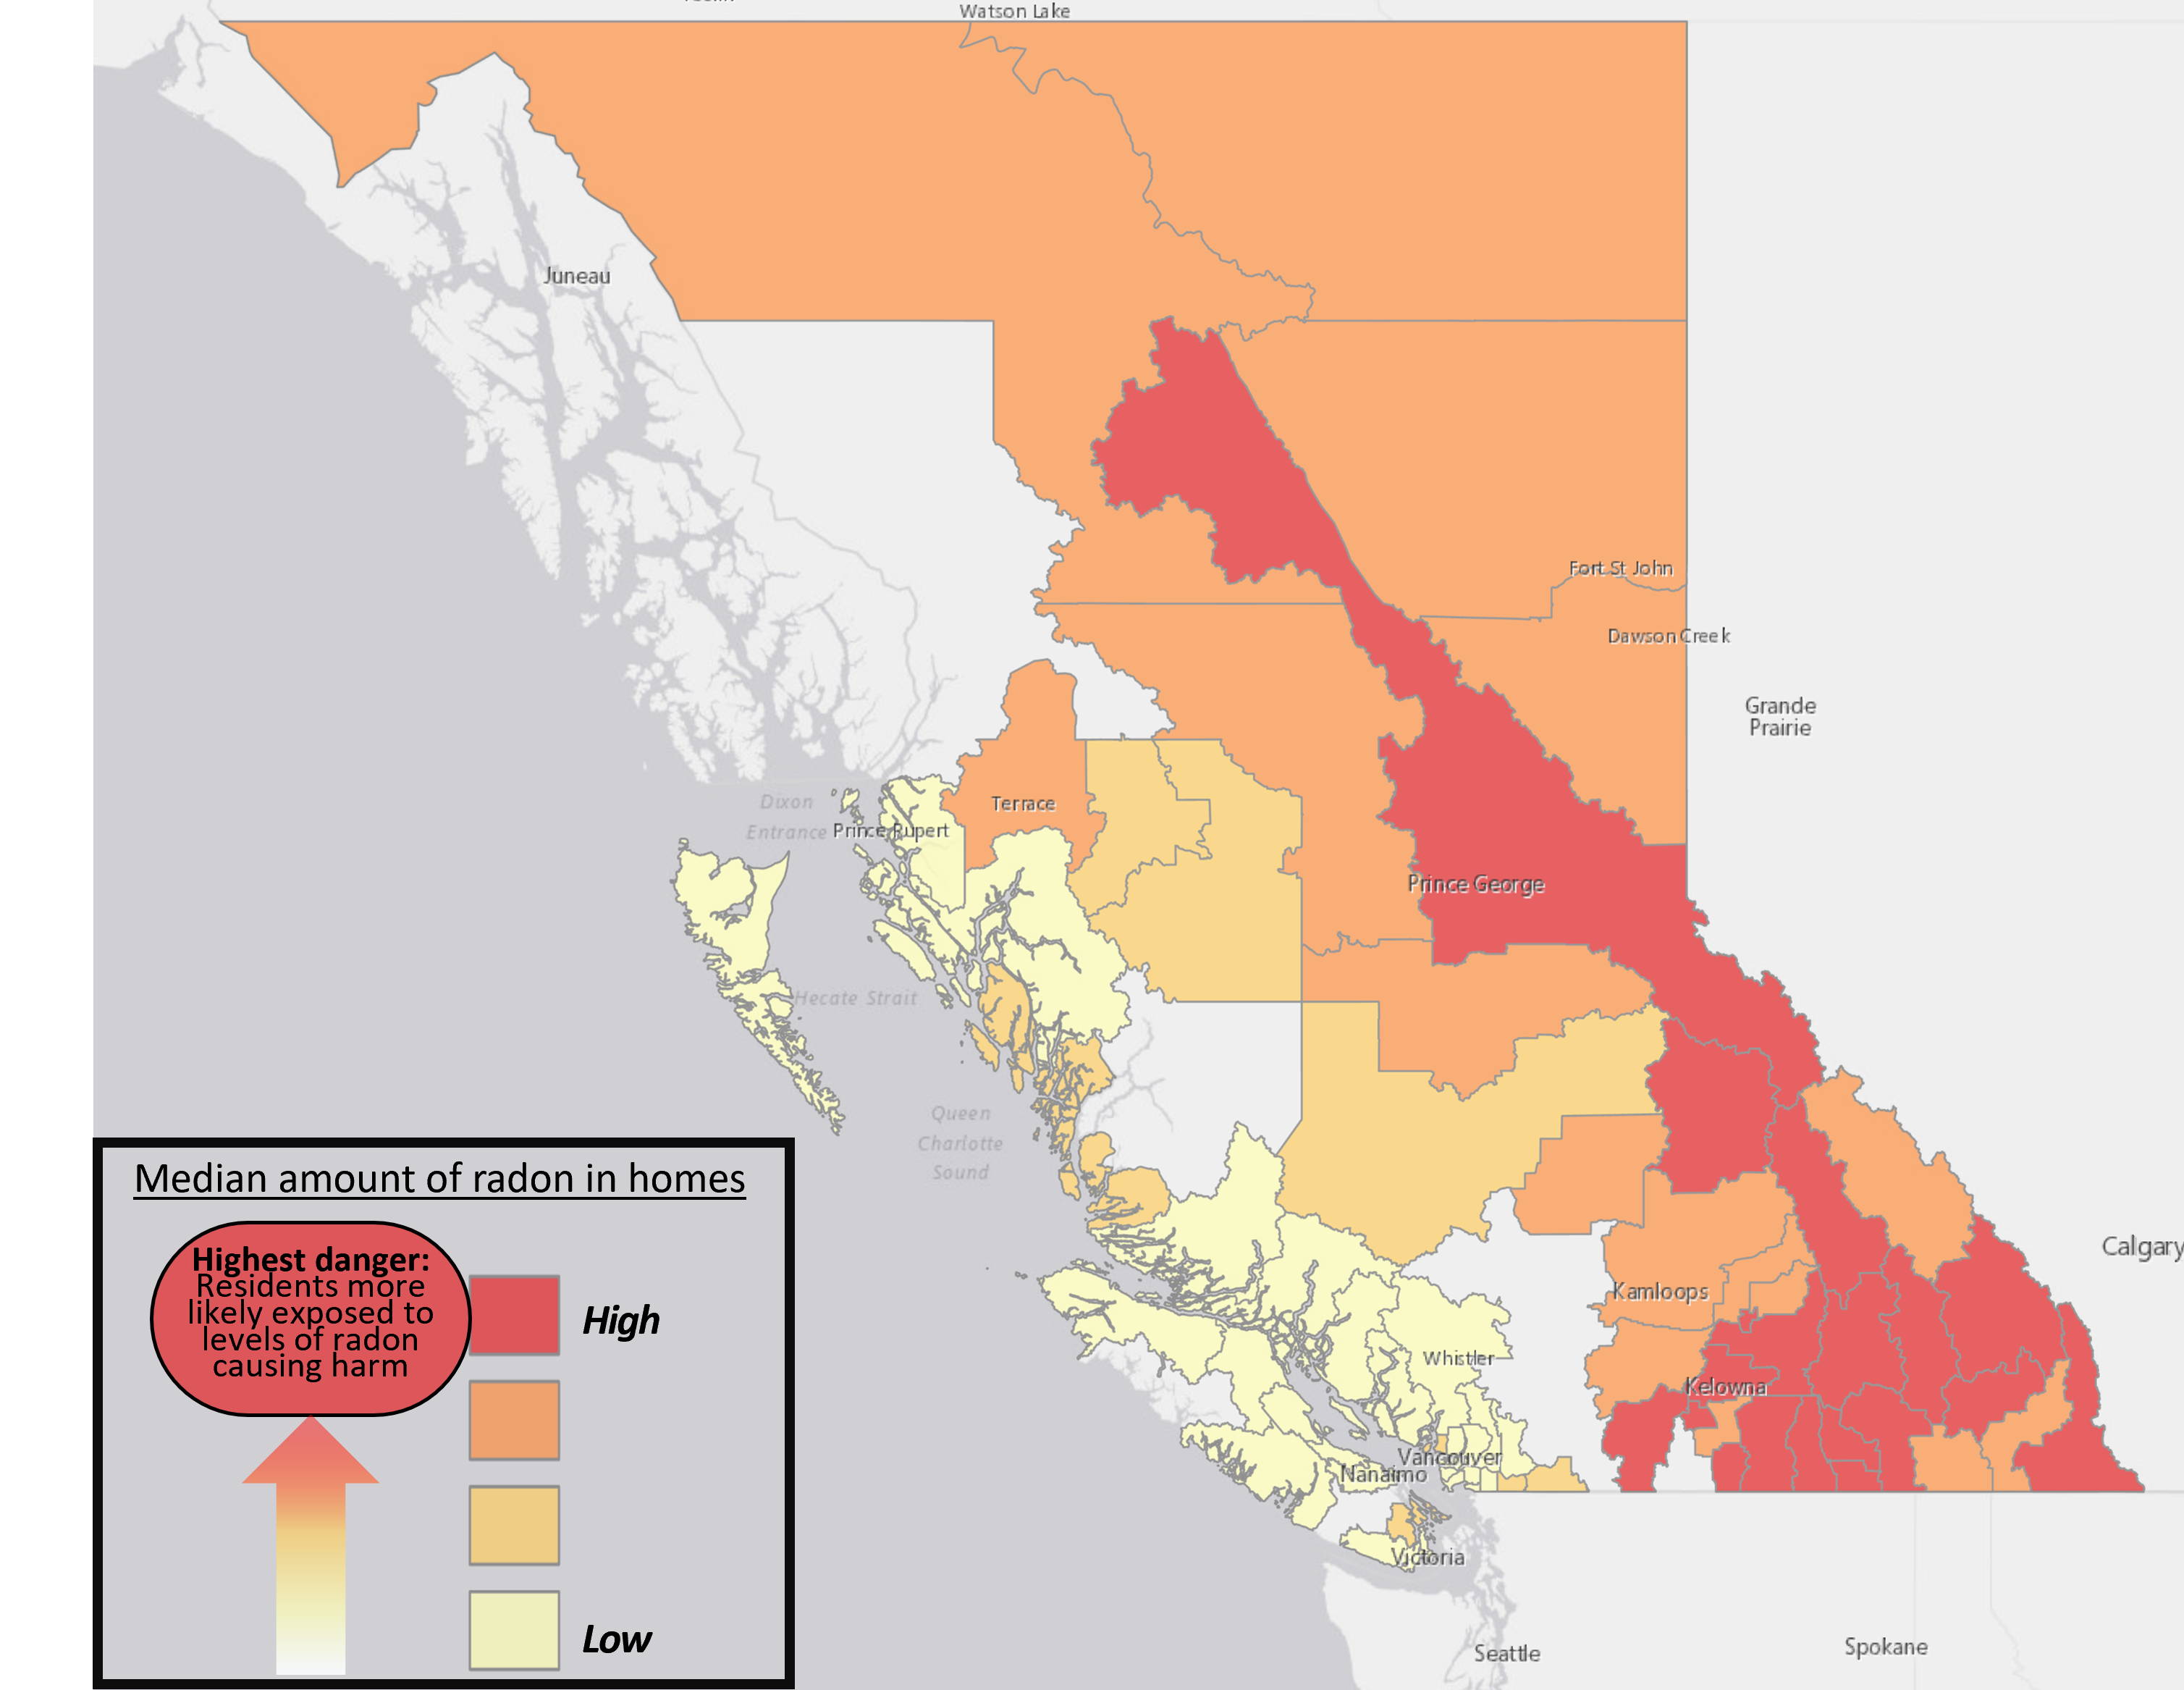 Watson Lake
Juneau
Fort St John
Dawson Creek
Grande
Prairie
Terrace
Dixon
Entrance
Prince Rupert
Prince George
Hecate Strait
Queen
Charlotte
Sound
Calgary
Kamloops
Whistler
Kelowna
Vancouver
Nanaimo
Victoria
Seattle
Spokane
Median amount of radon in homes
Highest danger:
Residents more
likely exposed to
levels of radon
causing harm
High
Low